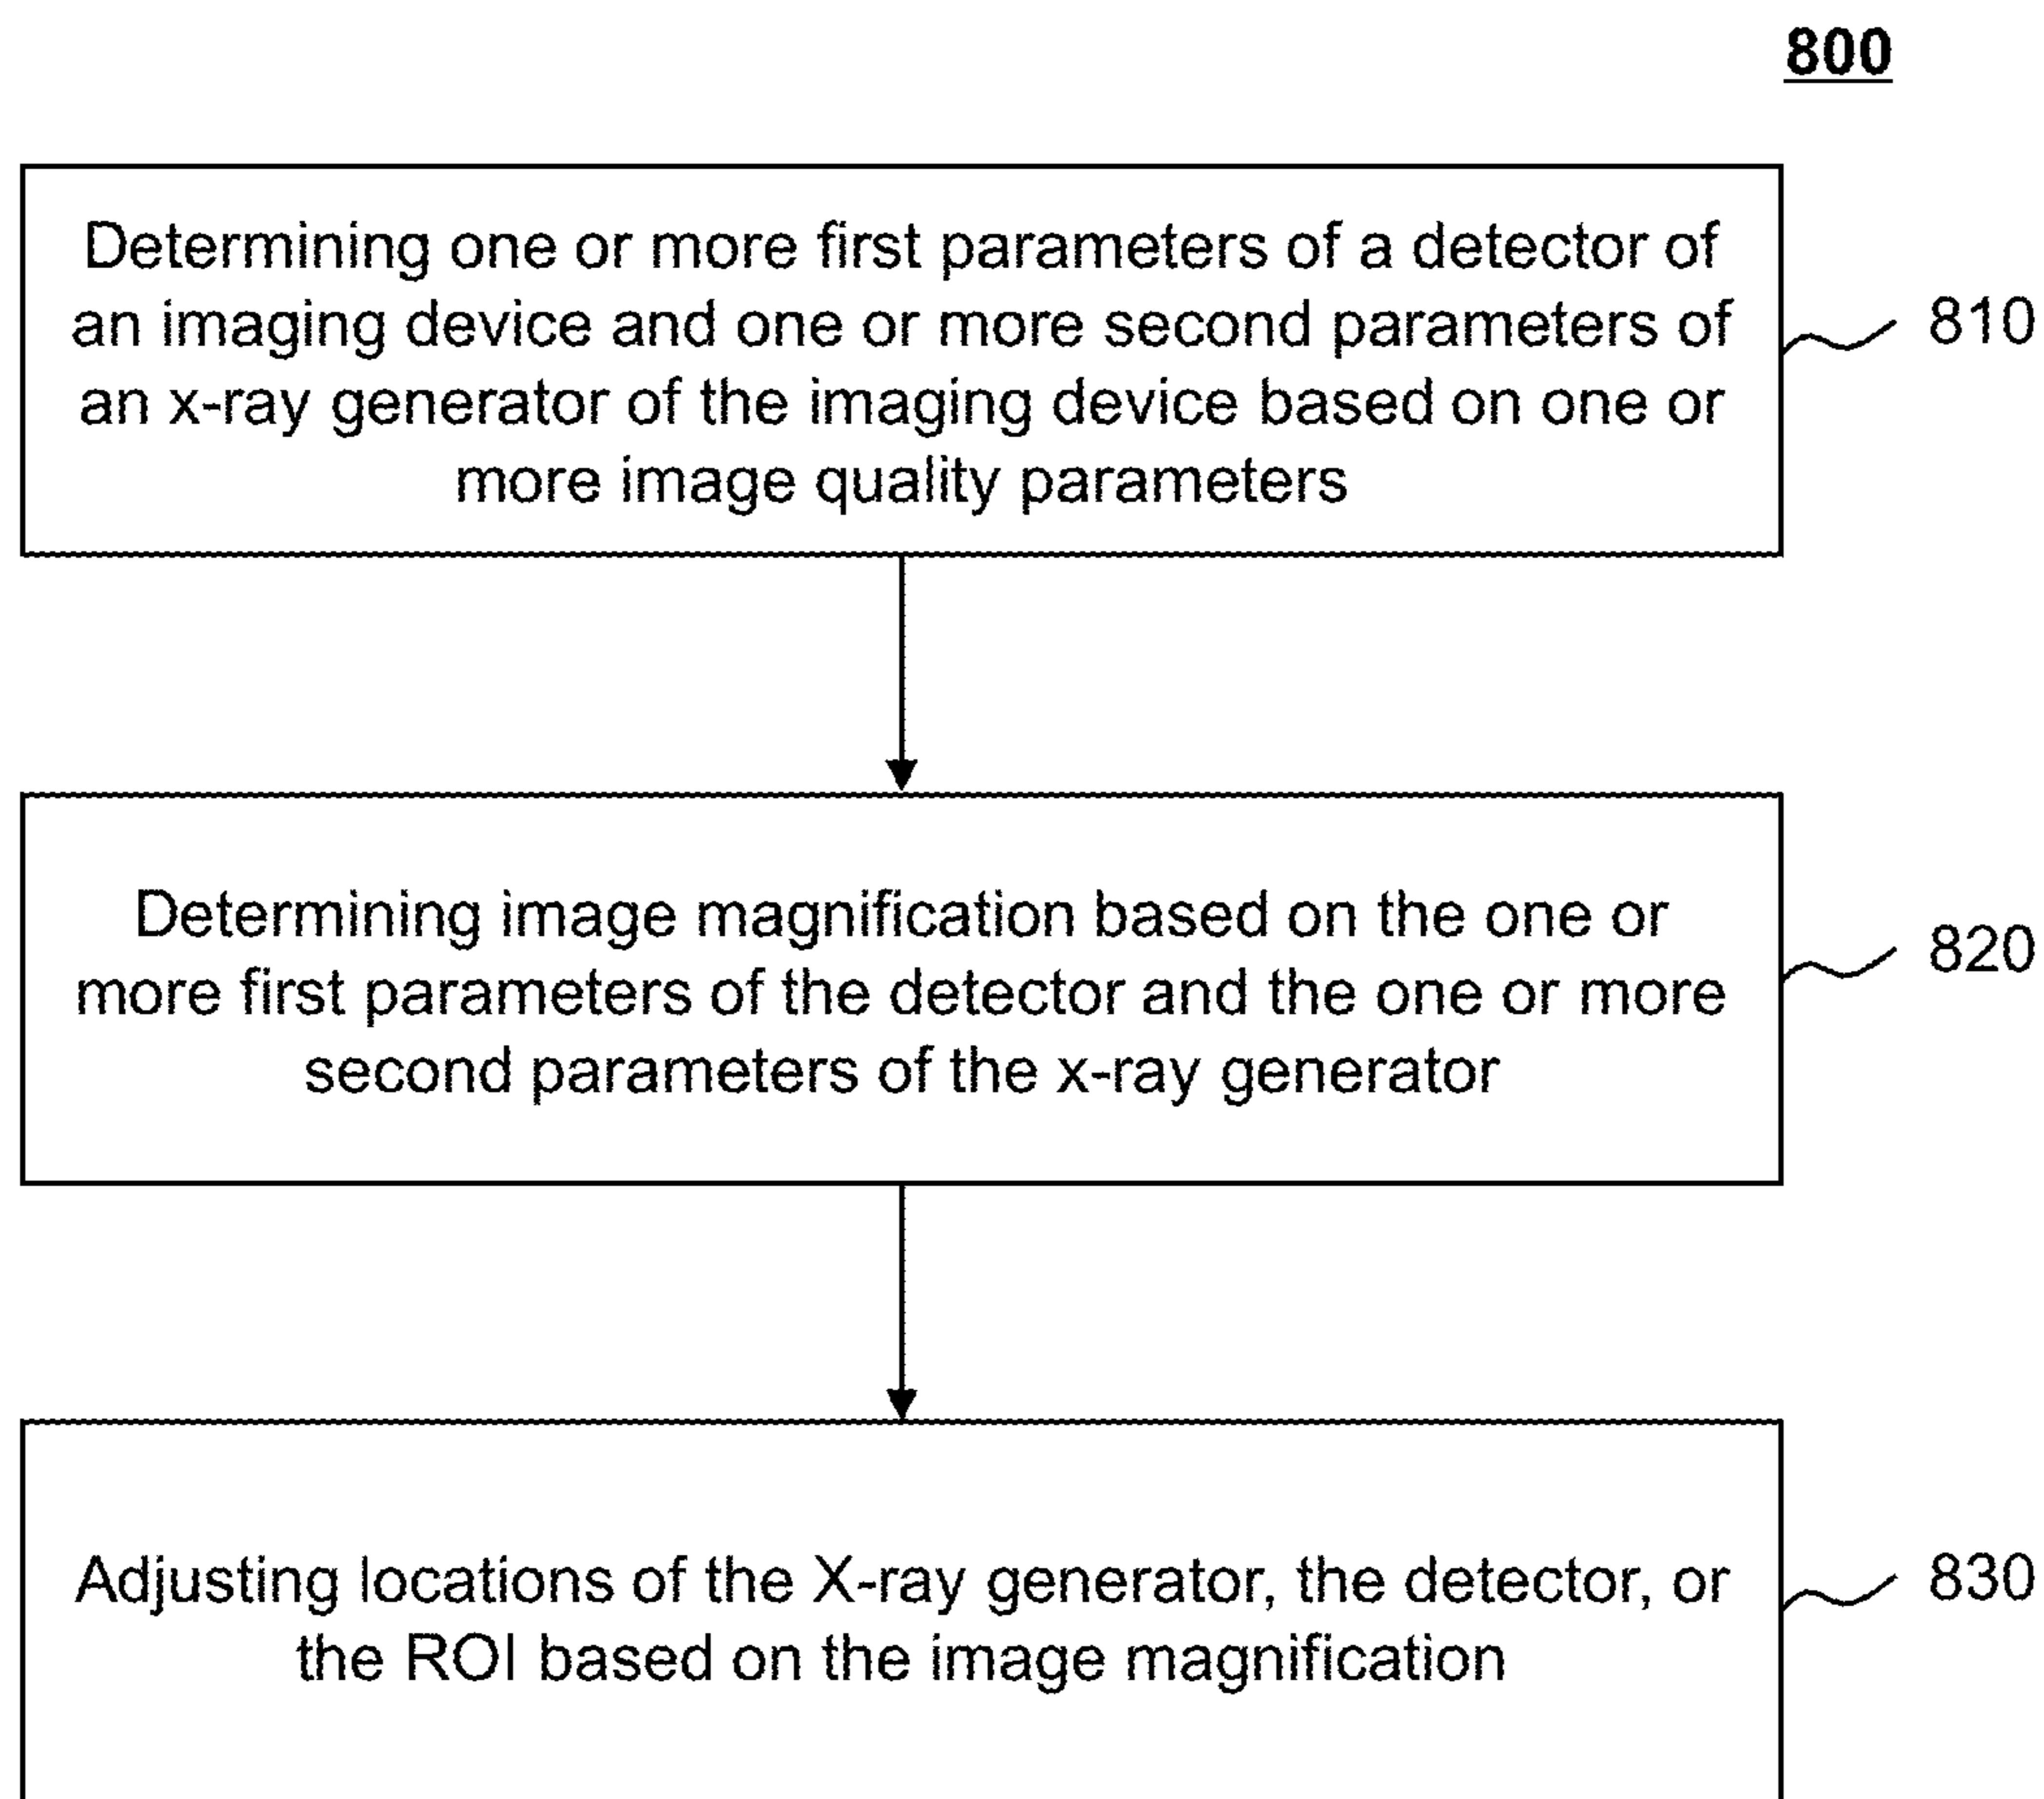 800
Determining one or more first parameters of a detector of
an imaging device and one or more second parameters of
an x-ray generator of the imaging device based on one or
more image quality parameters
810
Determining image magnification based on the one or
more first parameters of the detector and the one or more
second parameters of the x-ray generator
820
Adjusting locations of the X-ray generator, the detector, or
the ROI based on the image magnification
830